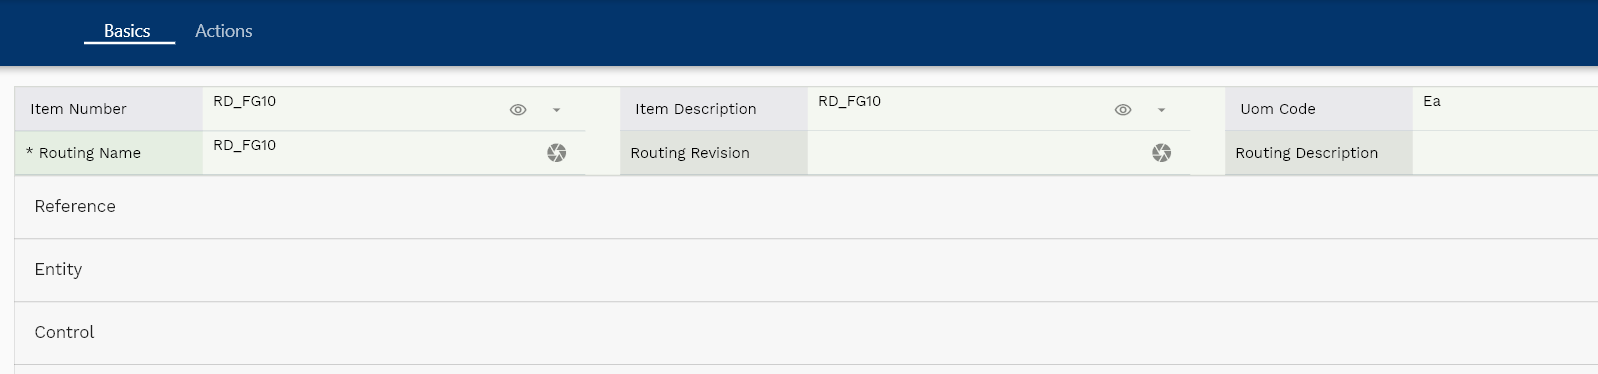 Basics Actions
Item Number RD_FG10 Item Description RD_FG10 Uom Code Ea
* Routing Name RD_FG10 Routing Revision Routing Description
Reference
Entity
Control